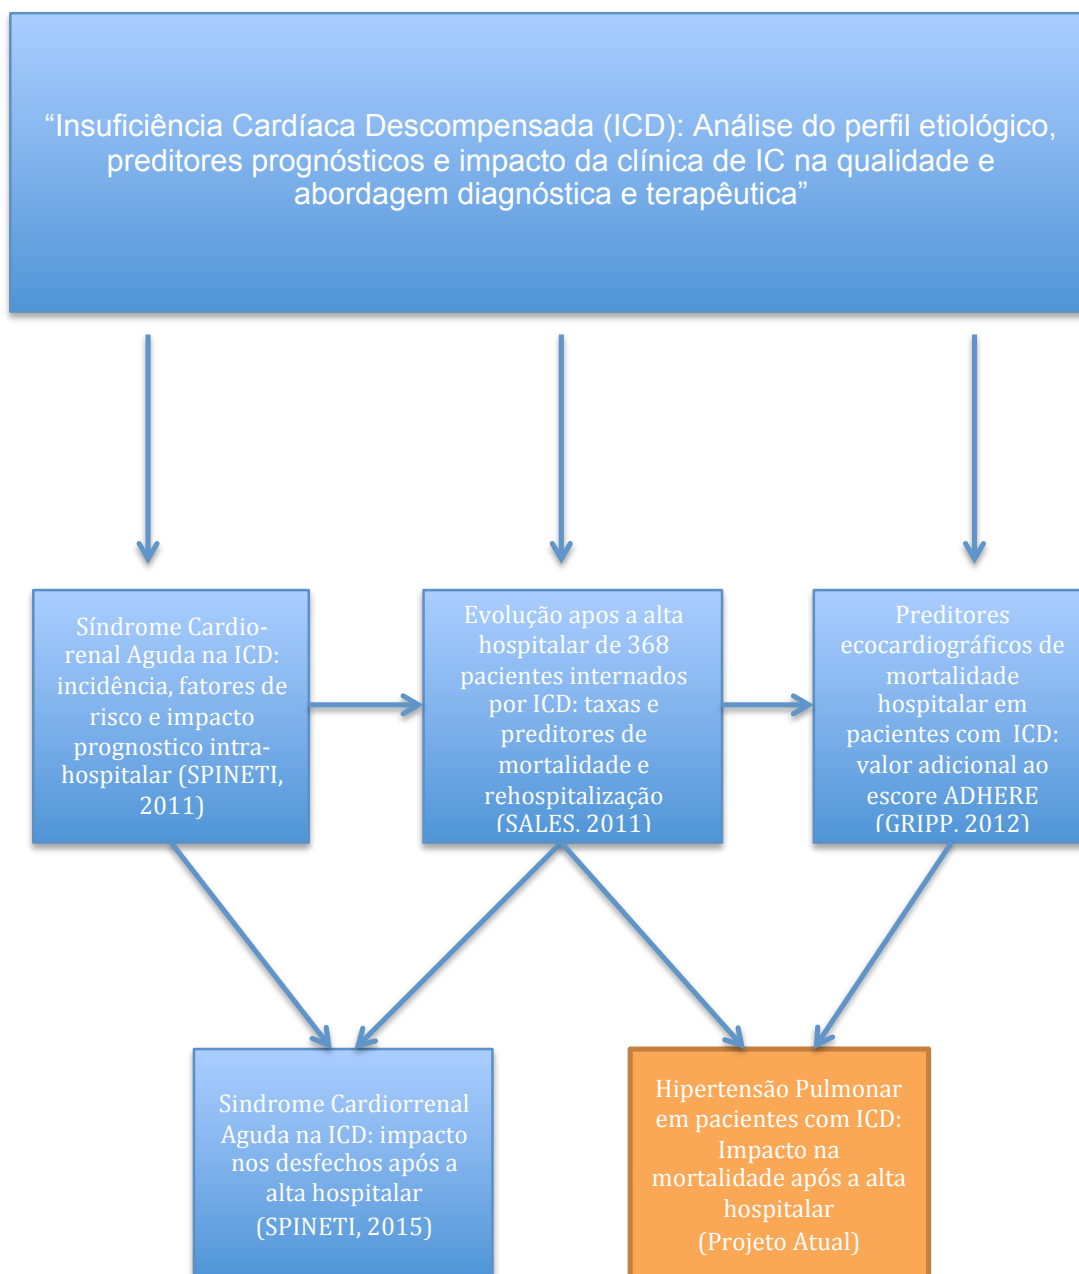 “Insuficiência Cardíaca Descompensada (ICD): Análise do perfil etiológico,
preditores prognósticos e impacto da clínica de IC na qualidade e
abordagem diagnóstica e terapêutica”
Síndrome Cardio-
renal Aguda na ICD:
incidência, fatores de
risco e impacto
prognostico intra-
hospitalar (SPINETI,
2011)
Evolução apos a alta
hospitalar de 368
pacientes internados
por ICD: taxas e
preditores de
mortalidade e
rehospitalização
(SALES, 2011)
Preditores
ecocardiográficos de
mortalidade
hospitalar em
pacientes com ICD:
valor adicional ao
escore ADHERE
(GRIPP, 2012)
Sindrome Cardiorrenal
Aguda na ICD: impacto
nos desfechos após a
alta hospitalar
(SPINETI, 2015)
Hipertensão Pulmonar
em pacientes com ICD:
Impacto na
mortalidade após a alta
hospitalar
(Projeto Atual)